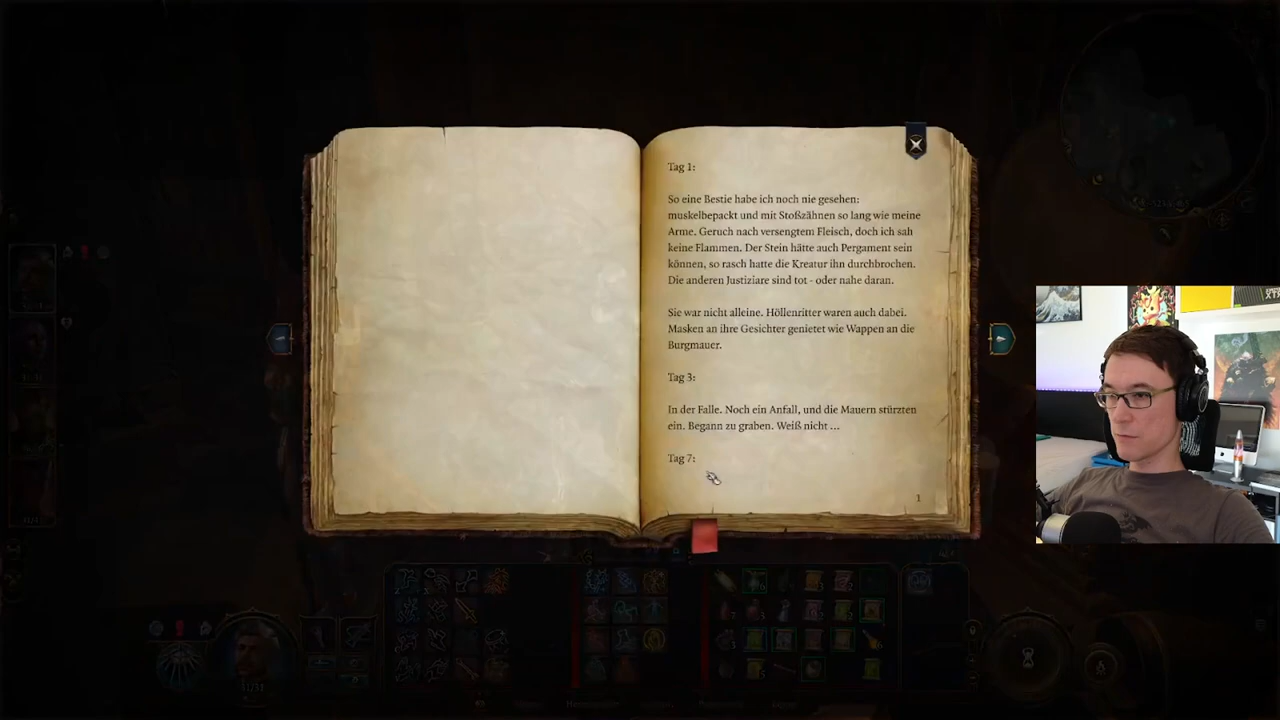 Tag 1:
So eine Bestie habe ich noch nie gesehen:
muskelbepackt und mit Stoßzähnen so lang wie meine
Arme. Geruch nach versengtem Fleisch, doch ich sah
keine Flammen. Der Stein hätte auch Pergament sein
können, so rasch hatte die Kreatur ihn durchbrochen.
Die anderen Justiziare sind tot - oder nahe daran.
Sie war nicht alleine. Höllenritter waren auch dabei.
Masken an ihre Gesichter genietet wie Wappen an die
Burgmauer.
Tag 3:
In der Falle. Noch ein Anfall, und die Mauern stürzten
ein. Begann zu graben. Weiß nicht ...
Tag 7:
1